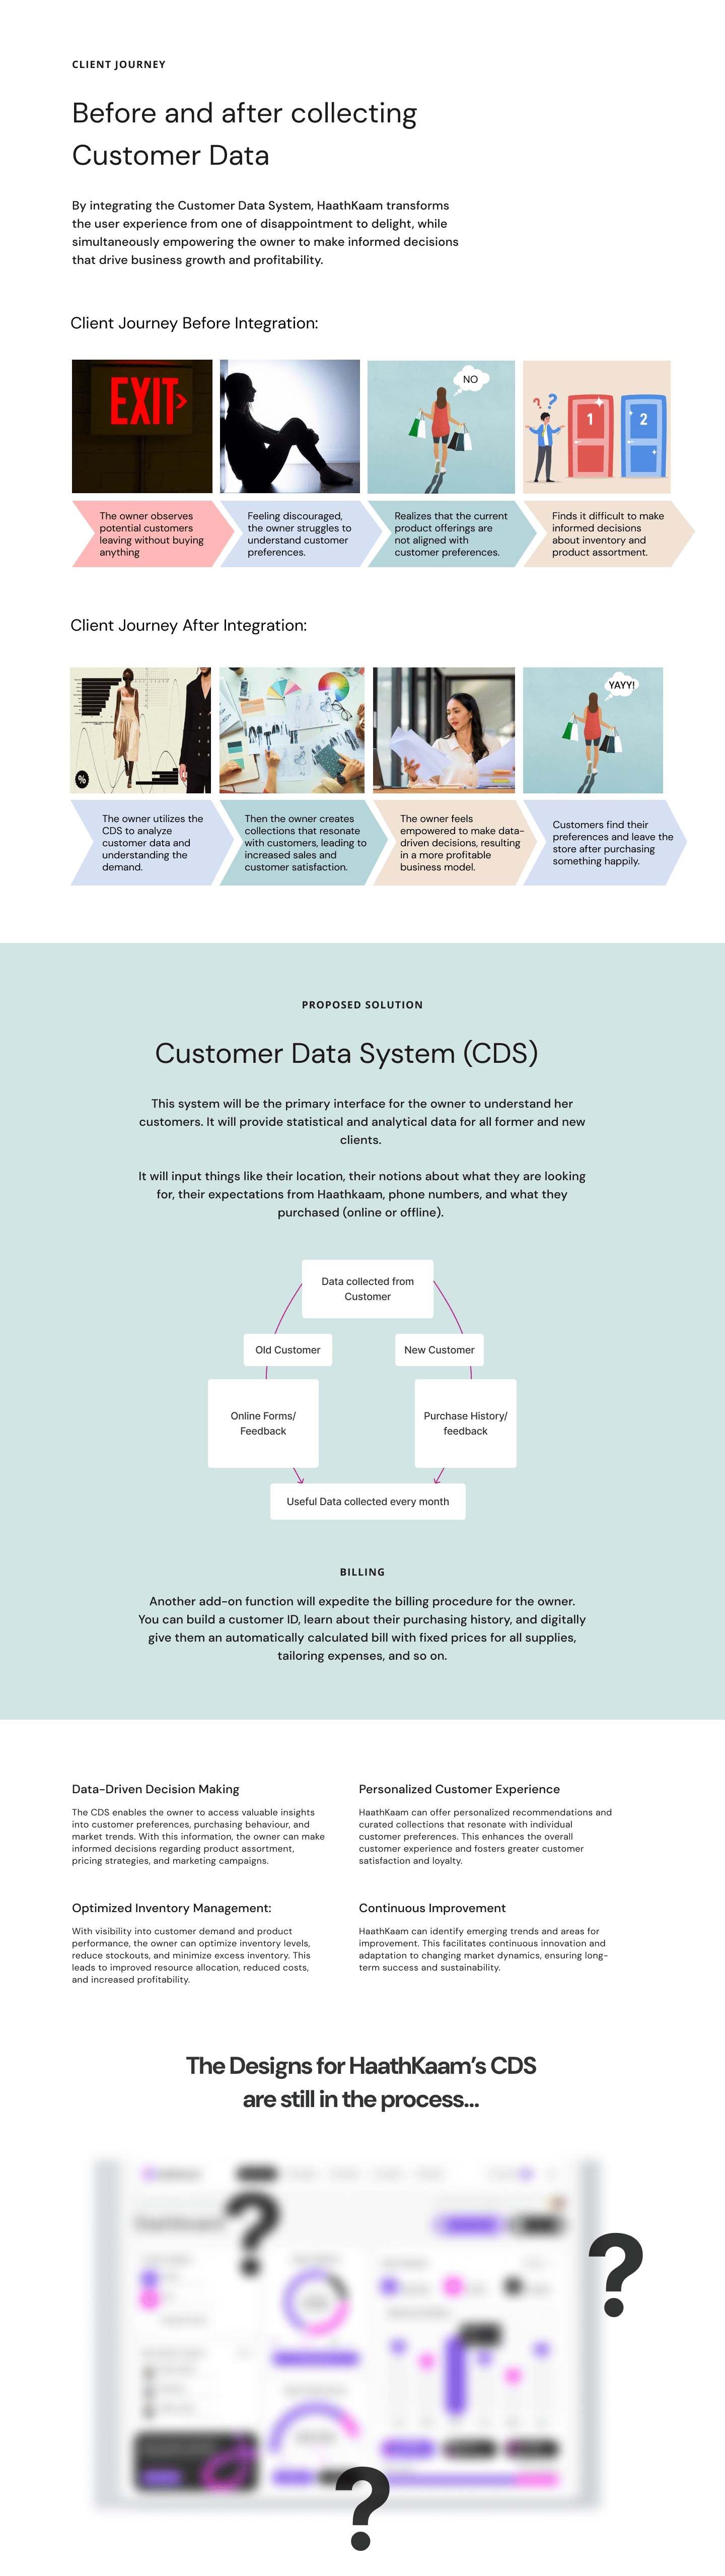 CLIENT JOURNEY
Before and after collecting
Customer Data
By integrating the Customer Data System, HaathKaam transforms
the user experience from one of disappointment to delight, while
simultaneously empowering the owner to make informed decisions
that drive business growth and profitability.
Client Journey Before Integration:
EXIT
NO
? ?
1
2
The owner observes
potential customers
leaving without buying
anything
Feeling discouraged,
the owner struggles to
understand customer
preferences.
Realizes that the current
product offerings are
not aligned with
customer preferences.
Finds it difficult to make
informed decisions
about inventory and
product assortment.
Client Journey After Integration:
%
YAYY!
The owner utilizes the
CDS to analyze
customer data and
understanding the
demand.
Then the owner creates
collections that resonate
with customers, leading to
increased sales and
customer satisfaction.
The owner feels
empowered to make data-
driven decisions, resulting
in a more profitable
business model.
Customers find their
preferences and leave the
store after purchasing
something happily.
PROPOSED SOLUTION
Customer Data System (CDS)
This system will be the primary interface for the owner to understand her
customers. It will provide statistical and analytical data for all former and new
clients.
It will input things like their location, their notions about what they are looking
for, their expectations from Haathkaam, phone numbers, and what they
purchased (online or offline).
Data collected from
Customer
Old Customer
New Customer
Online Forms/
Feedback
Purchase History/
feedback
Useful Data collected every month
BILLING
Another add-on function will expedite the billing procedure for the owner.
You can build a customer ID, learn about their purchasing history, and digitally
give them an automatically calculated bill with fixed prices for all supplies,
tailoring expenses, and so on.
Data-Driven Decision Making
The CDS enables the owner to access valuable insights
into customer preferences, purchasing behaviour, and
market trends. With this information, the owner can make
informed decisions regarding product assortment,
pricing strategies, and marketing campaigns.
Personalized Customer Experience
HaathKaam can offer personalized recommendations and
curated collections that resonate with individual
customer preferences. This enhances the overall
customer experience and fosters greater customer
satisfaction and loyalty.
Optimized Inventory Management:
With visibility into customer demand and product
performance, the owner can optimize inventory levels,
reduce stockouts, and minimize excess inventory. This
leads to improved resource allocation, reduced costs,
and increased profitability.
Continuous Improvement
HaathKaam can identify emerging trends and areas for
improvement. This facilitates continuous innovation and
adaptation to changing market dynamics, ensuring long-
term success and sustainability.
The Designs for HaathKaam's CDS
are still in the process...
?
?
?